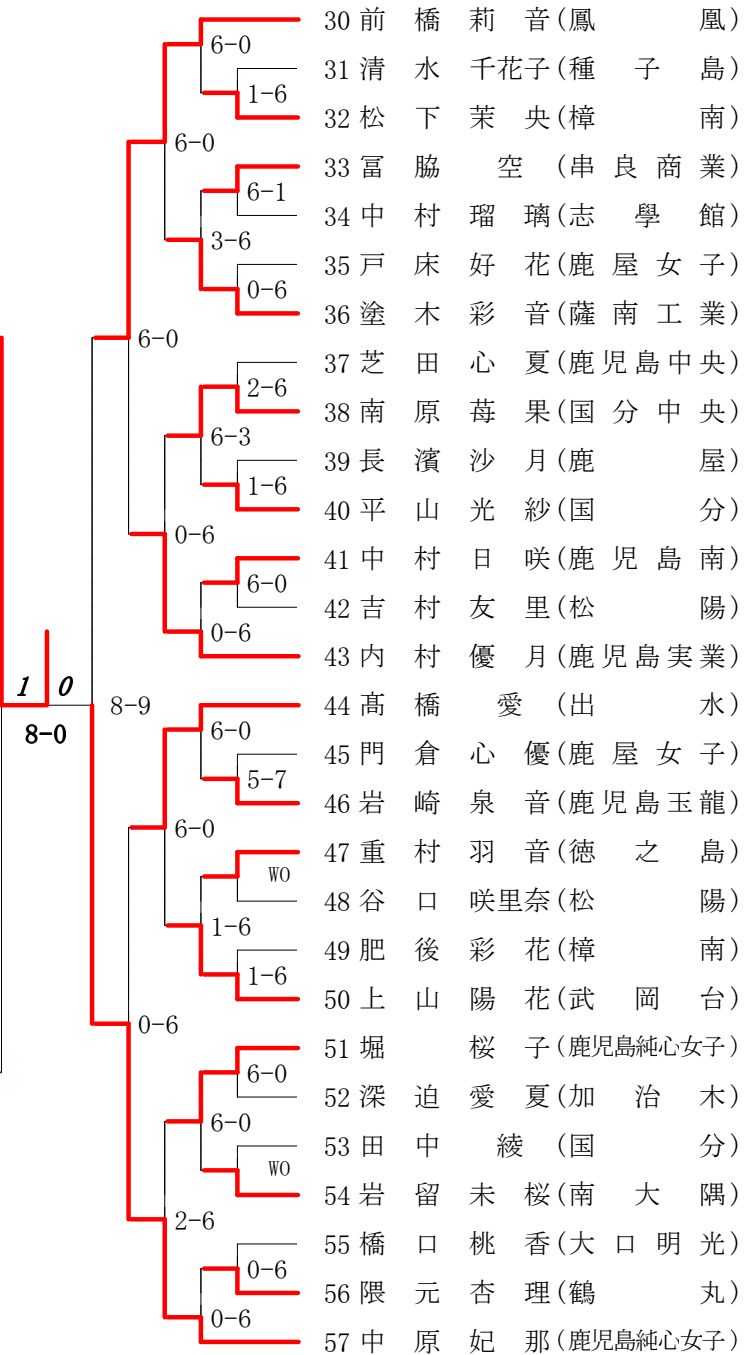 30 前橋莉音(鳳凰)
6-0
31 清水千花子(種子島)
1-6
32 松下茉央(樟南)
6-0
33 冨脇空(串良商業)
6-1
34 中村瑠璃(志學館)
3-6
35 戸床好花(鹿屋女子)
0-6
36 塗木彩音(薩南工業)
6-0
37 芝田心夏(鹿児島中央)
2-6
38 南原苺果(国分中央)
6-3
39 長濱沙月(鹿屋)
1-6
40 平山光紗(国分)
0-6
41 中村日咲(鹿児島南)
6-0
42 吉村友里(松陽)
0-6
43 内村優月(鹿児島実業)
1 0
8-9
44 髙橋愛(出水)
8-0
6-0
45 門倉心優(鹿屋女子)
5-7
46 岩崎泉音(鹿児島玉龍)
6-0
47 重村羽音(徳之島)
WO
48 谷口咲里奈(松陽)
1-6
49 肥後彩花(樟南)
1-6
50 上山陽花(武岡台)
0-6
51 堀桜子(鹿児島純心女子)
6-0
52 深迫愛夏(加治木)
6-0
53 田中綾(国分)
WO
54 岩留未桜(南大隅)
2-6
55 橋口桃香(大口明光)
0-6
56 隈元杏理(鶴丸)
0-6
57 中原妃那(鹿児島純心女子)